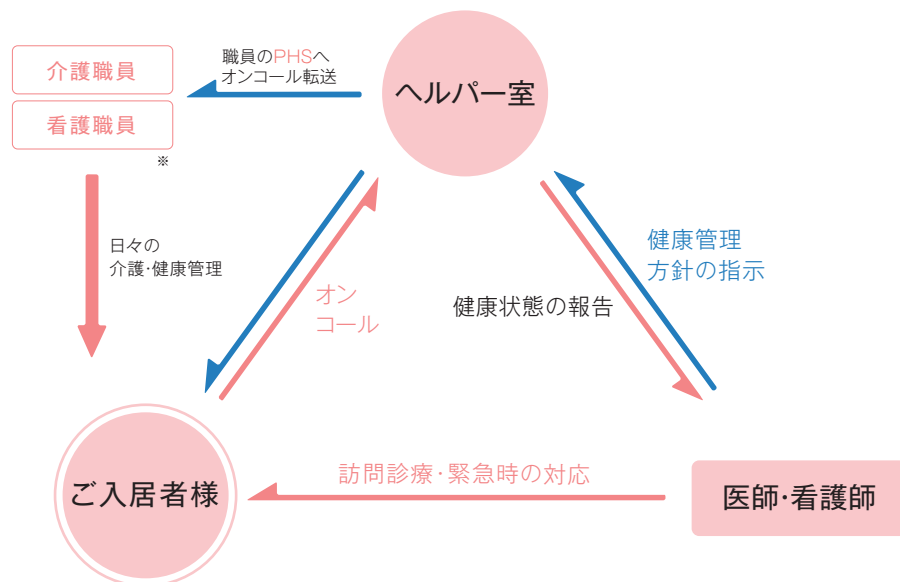 介護職員
看護職員
※
職員のPHSへ
オンコール転送
ヘルパー室
日々の
介護・健康管理
オン
コール
健康管理
方針の指示
健康状態の報告
訪問診療・緊急時の対応
ご入居者様
医師・看護師